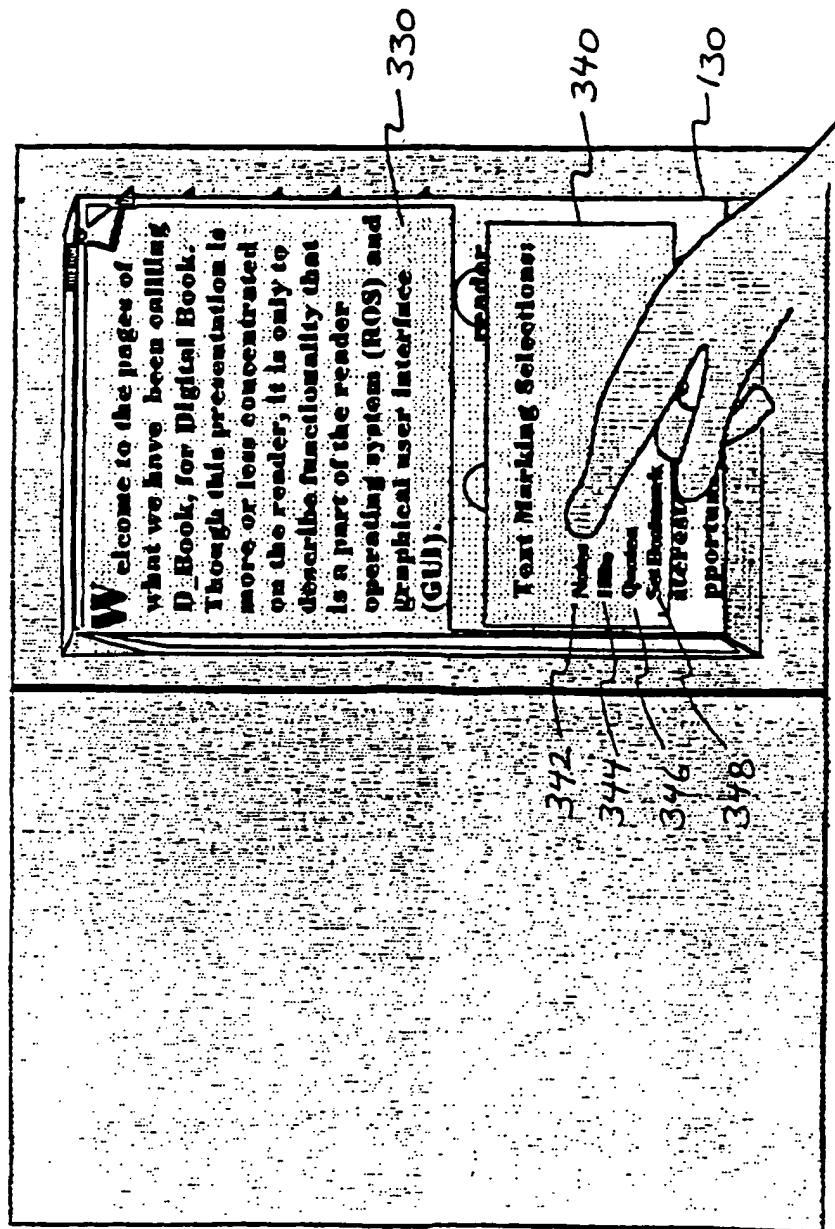 Welcome to the pages of
what we have been calling
D_Book, for Digital Book.
Though this presentation is
more or less concentrated
on the reader, it is only to
describe functionality that
is a part of the reader
operating system (ROS) and
graphical user interface
(GUI).
reader
Text Marking Selections:
Notes
Hilite
Quotes
Set Bookmark
pportun
330
340
130
342
344
346
348